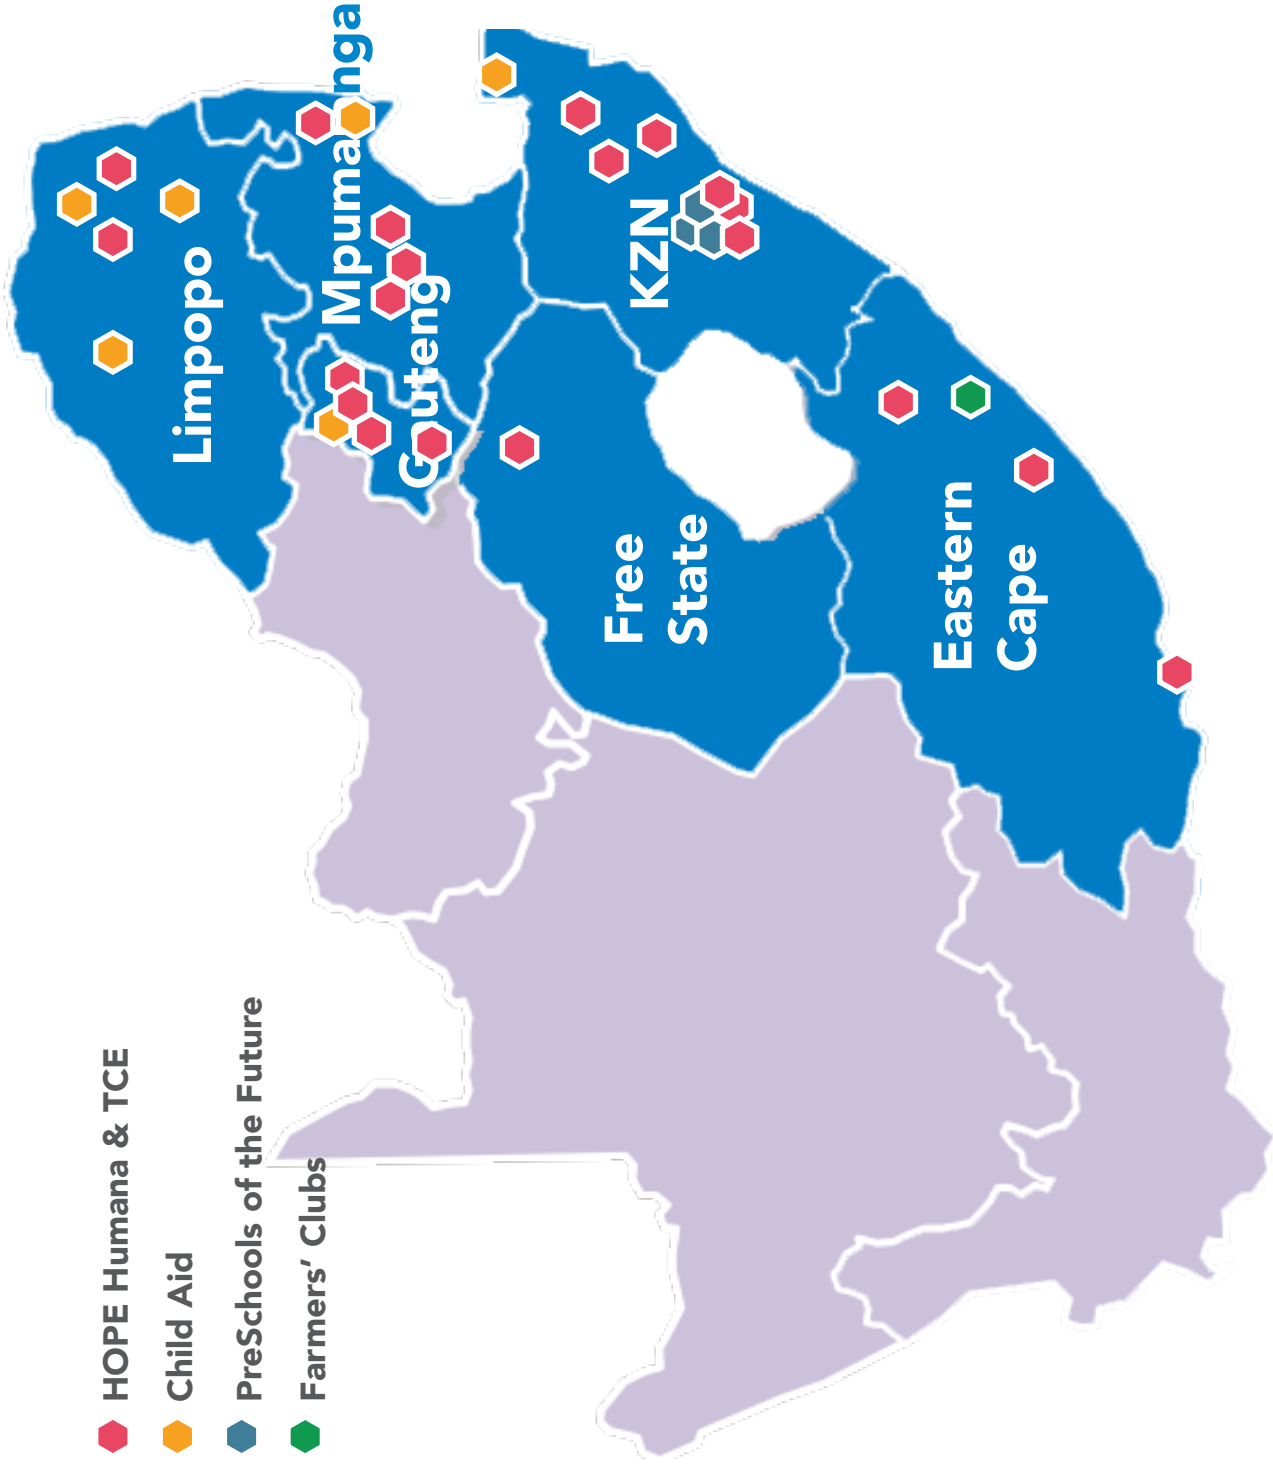 HOPE Humana & TCE
Child Aid
PreSchools of the Future
Farmers’ Clubs
Limpopo
Mpumalanga
Gauteng
KZN
Free
State
Eastern
Cape